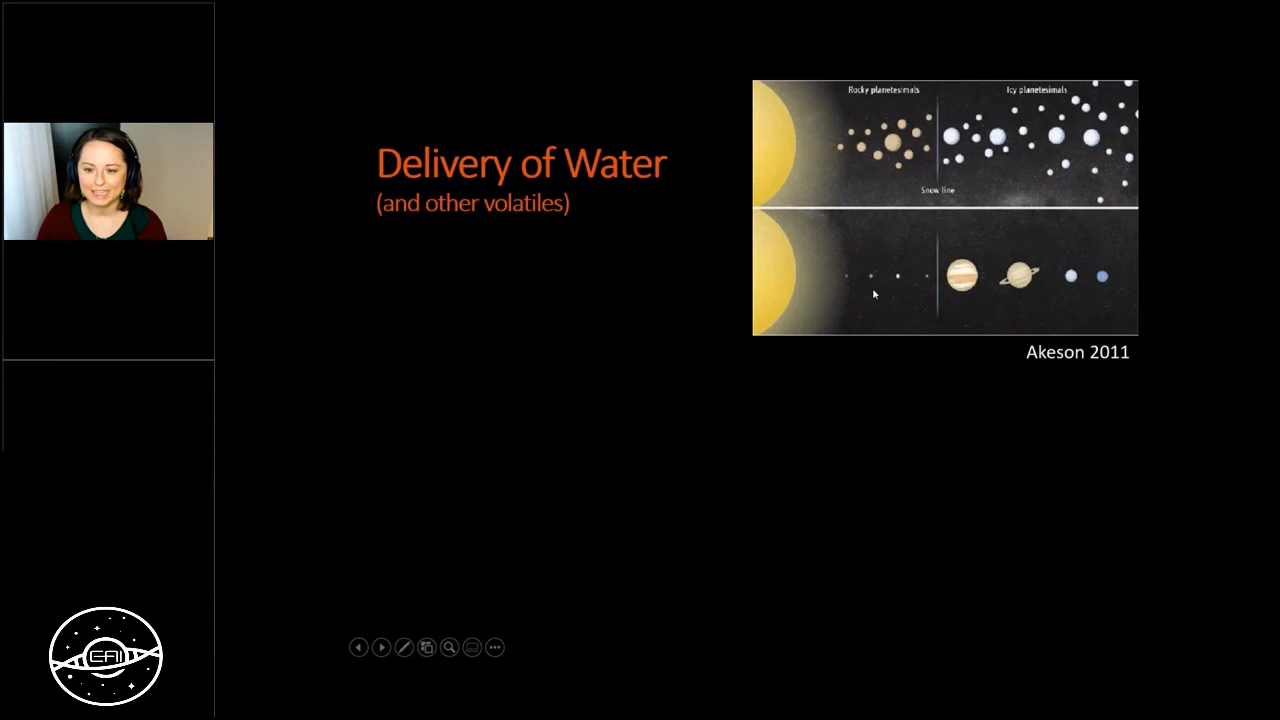 Delivery of Water
(and other volatiles)
Rocky planetesimals
Icy planetesimals
Snow line
Akeson 2011
EAI